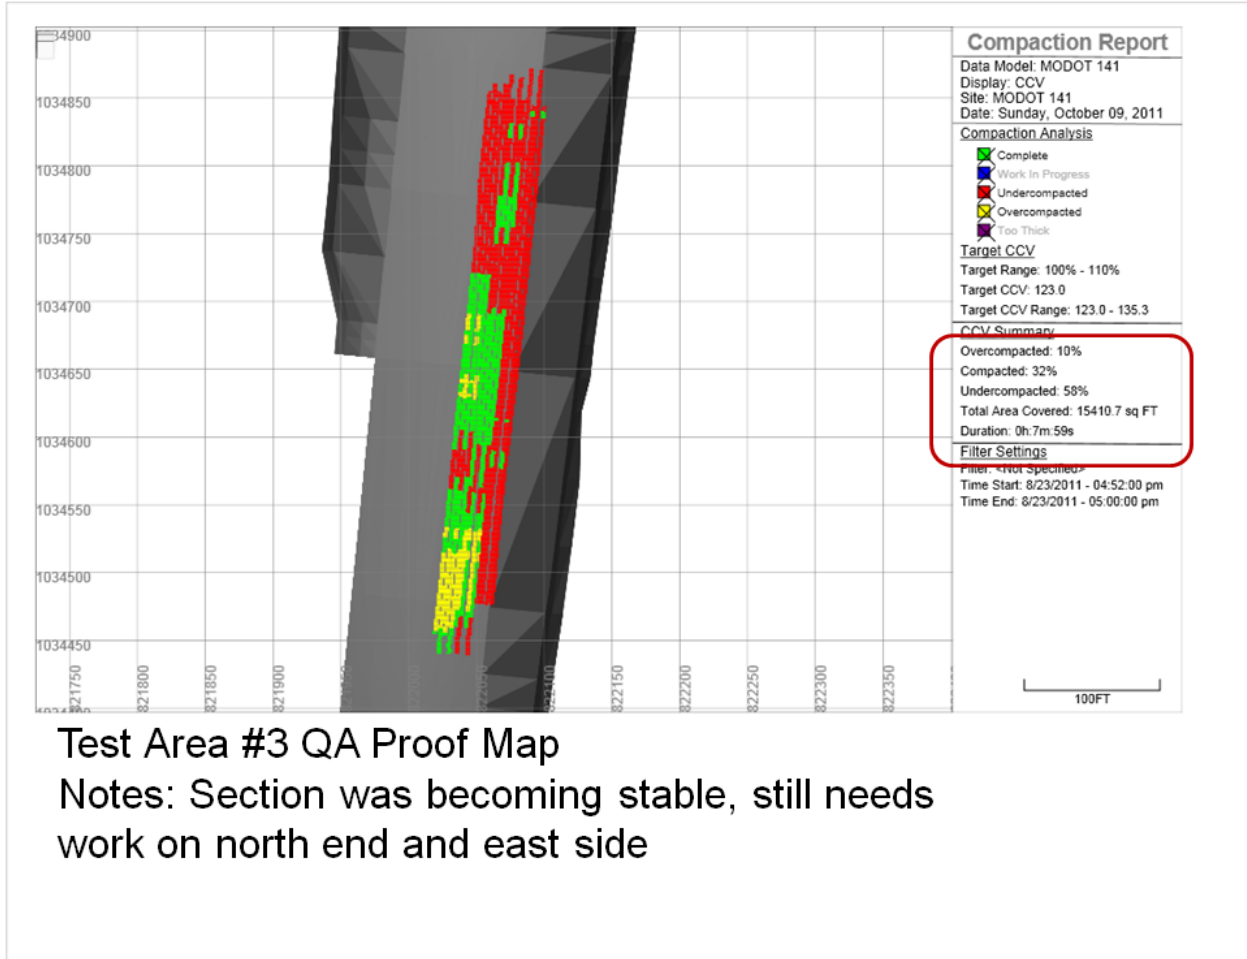 1034900
1034850
1034800
1034750
1034700
1034650
1034600
1034550
1034500
1034450
821750
821800
821850
821900
822050
822100
822150
822200
822250
822300
822350
Compaction Report
Data Model: MODOT 141
Display: CCV
Site: MODOT 141
Date: Sunday, October 09, 2011
Compaction Analysis
Complete
Work In Progress
Undercompacted
Overcompacted
Too Thick
Target CCV
Target Range: 100% - 110%
Target CCV: 123.0
Target CCV Range: 123.0 - 135.3
CCV Summary
Overcompacted: 10%
Compacted: 32%
Undercompacted: 58%
Total Area Covered: 15410.7 sq FT
Duration: 0h:7m:59s
Filter Settings
Filter: <Not Specified>
Time Start: 8/23/2011 - 04:52:00 pm
Time End: 8/23/2011 - 05:00:00 pm
100FT
Test Area #3 QA Proof Map
Notes: Section was becoming stable, still needs
work on north end and east side